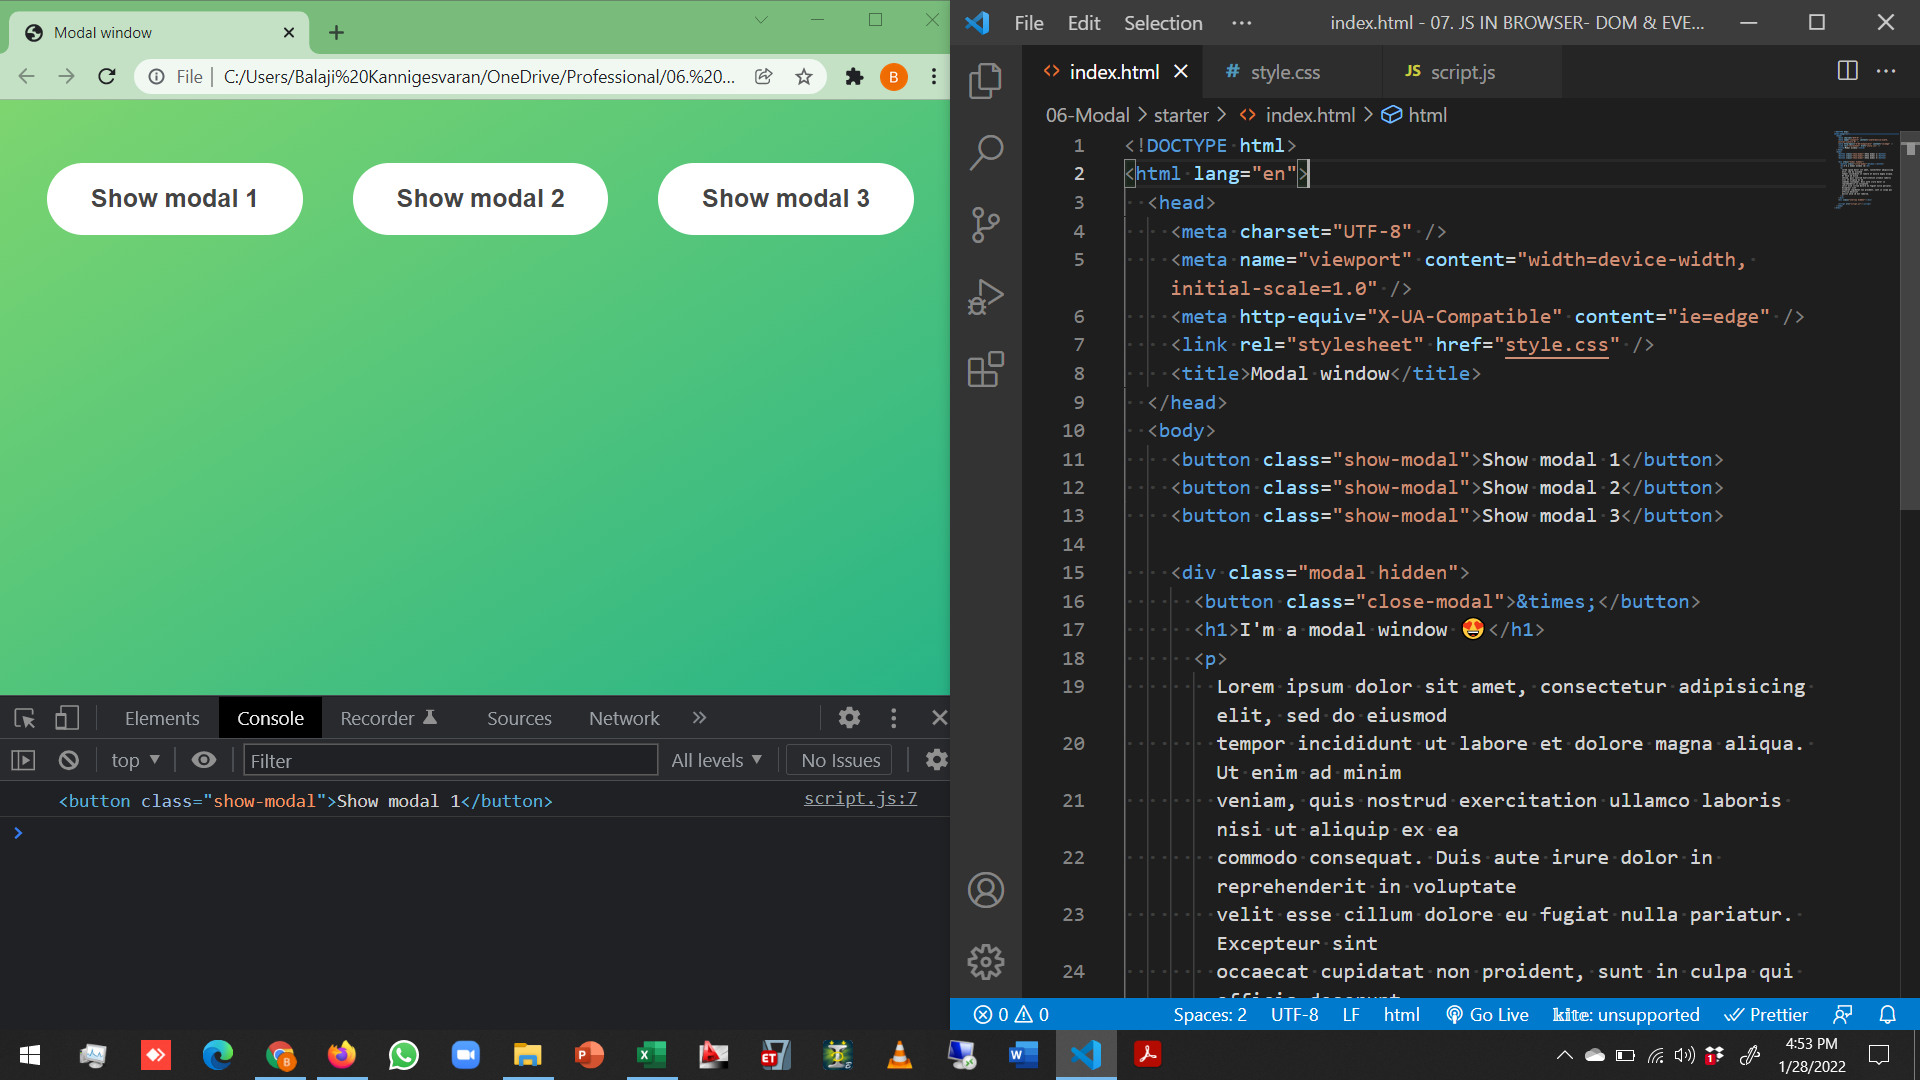 Modal window
File
C:/Users/Balaji%20Kannigesvaran/OneDrive/Professional/06.%20...
B
Show modal 1
Show modal 2
Show modal 3
Elements
Console
Recorder
Sources
Network
top
Filter
All levels
No Issues
<button class="show-modal">Show modal 1</button>
script.js:7
File Edit Selection ...
index.html - 07. JS IN BROWSER- DOM & EVE...
index.html
# style.css
JS script.js
06-Modal > starter > index.html > html
1 <!DOCTYPE html>
2 <html lang="en">
3 <head>
4 <meta charset="UTF-8" />
5 <meta name="viewport" content="width=device-width,
initial-scale=1.0" />
6 <meta http-equiv="X-UA-Compatible" content="ie=edge" />
7 <link rel="stylesheet" href="style.css" />
8 <title>Modal window</title>
9 </head>
10 <body>
11 <button class="show-modal">Show modal 1</button>
12 <button class="show-modal">Show modal 2</button>
13 <button class="show-modal">Show modal 3</button>
14
15 <div class="modal hidden">
16 <button class="close-modal">&times;</button>
17 <h1>I'm a modal window 😍</h1>
18 <p>
19 Lorem ipsum dolor sit amet, consectetur adipisicing
elit, sed do eiusmod
20 tempor incididunt ut labore et dolore magna aliqua.
Ut enim ad minim
21 veniam, quis nostrud exercitation ullamco laboris
nisi ut aliquip ex ea
22 commodo consequat. Duis aute irure dolor in
reprehenderit in voluptate
23 velit esse cillum dolore eu fugiat nulla pariatur.
Excepteur sint
24 occaecat cupidatat non proident, sunt in culpa qui
0 0
Spaces: 2
UTF-8
LF
html
Go Live
kite: unsupported
Prettier
4:53 PM
1/28/2022